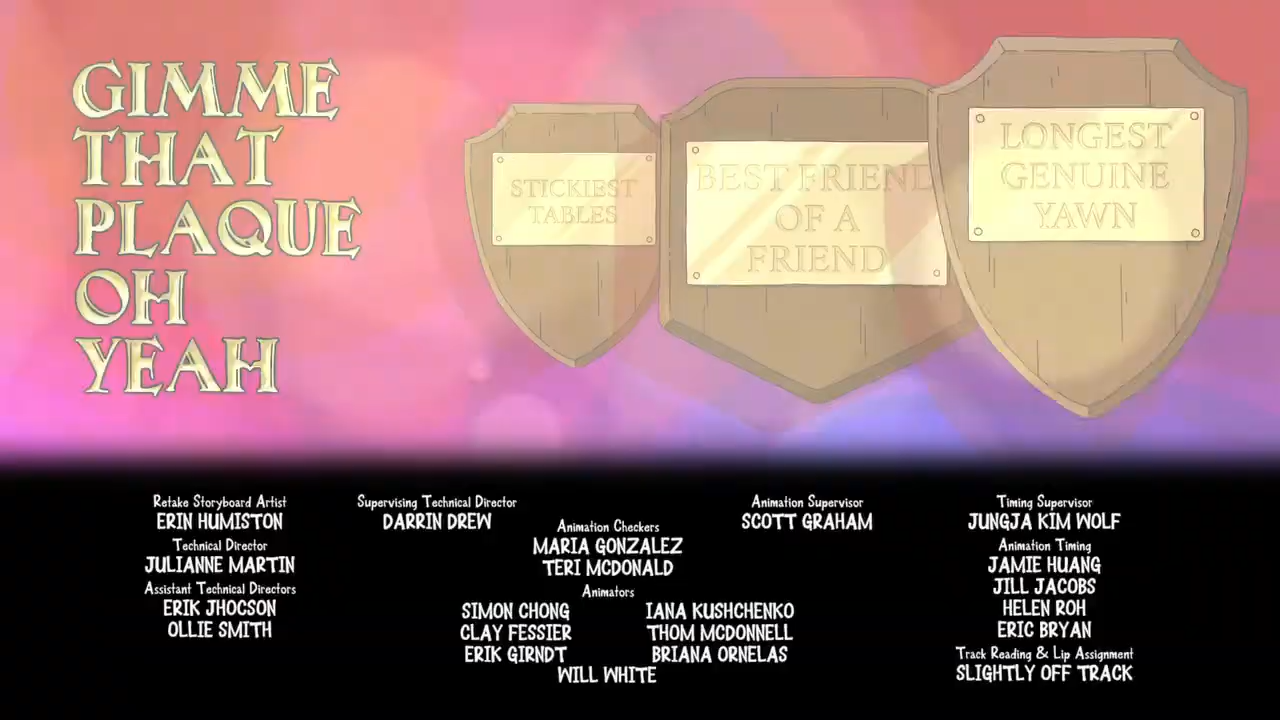 GIMME
THAT
PLAQUE
OH
YEAH
STICKIEST
TABLES
BEST FRIEND
OF A
FRIEND
LONGEST
GENUINE
YAWN
Retake Storyboard Artist
ERIN HUMISTON
Technical Director
JULIANNE MARTIN
Assistant Technical Directors
ERIK JHOCSON
OLLIE SMITH
Supervising Technical Director
DARRIN DREW
Animation Checkers
MARIA GONZALEZ
TERI MCDONALD
Animators
SIMON CHONG
CLAY FESSIER
ERIK GIRNDT
IANA KUSHCHENKO
THOM MCDONNELL
BRIANA ORNELAS
WILL WHITE
Animation Supervisor
SCOTT GRAHAM
Timing Supervisor
JUNGJA KIM WOLF
Animation Timing
JAMIE HUANG
JILL JACOBS
HELEN ROH
ERIC BRYAN
Track Reading & Lip Assignment
SLIGHTLY OFF TRACK